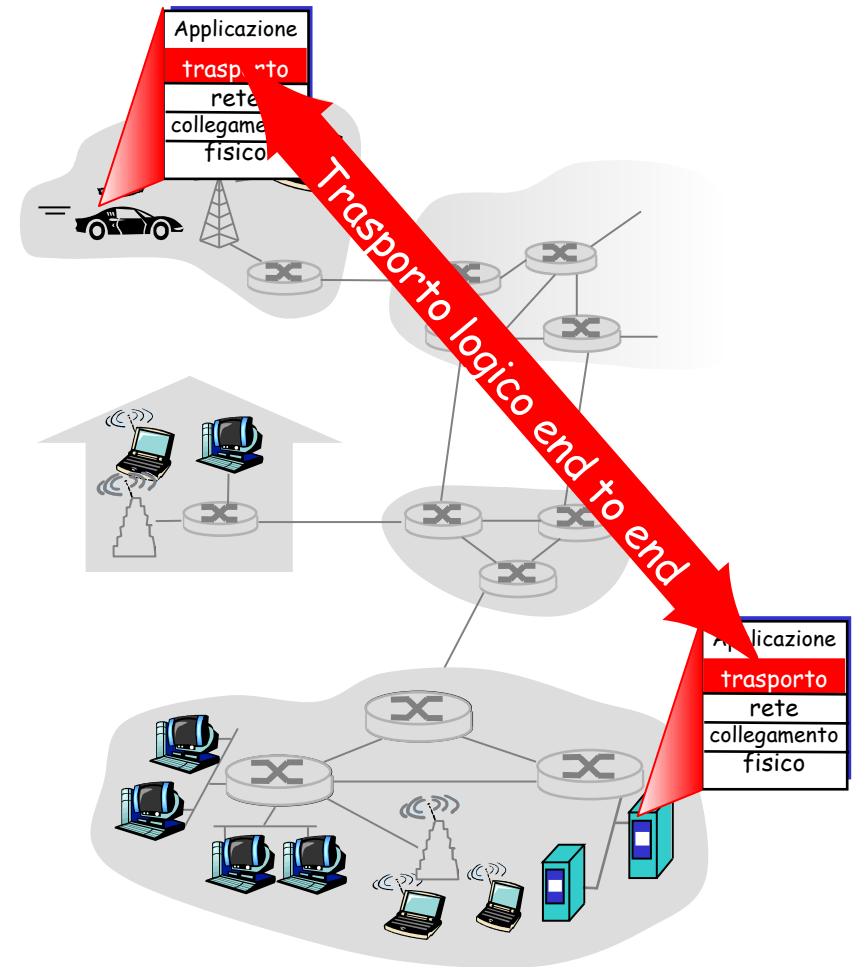 Applicazione
trasporto
rete
collegamento
fisico
Trasporto logico end to end
Applicazione
trasporto
rete
collegamento
fisico